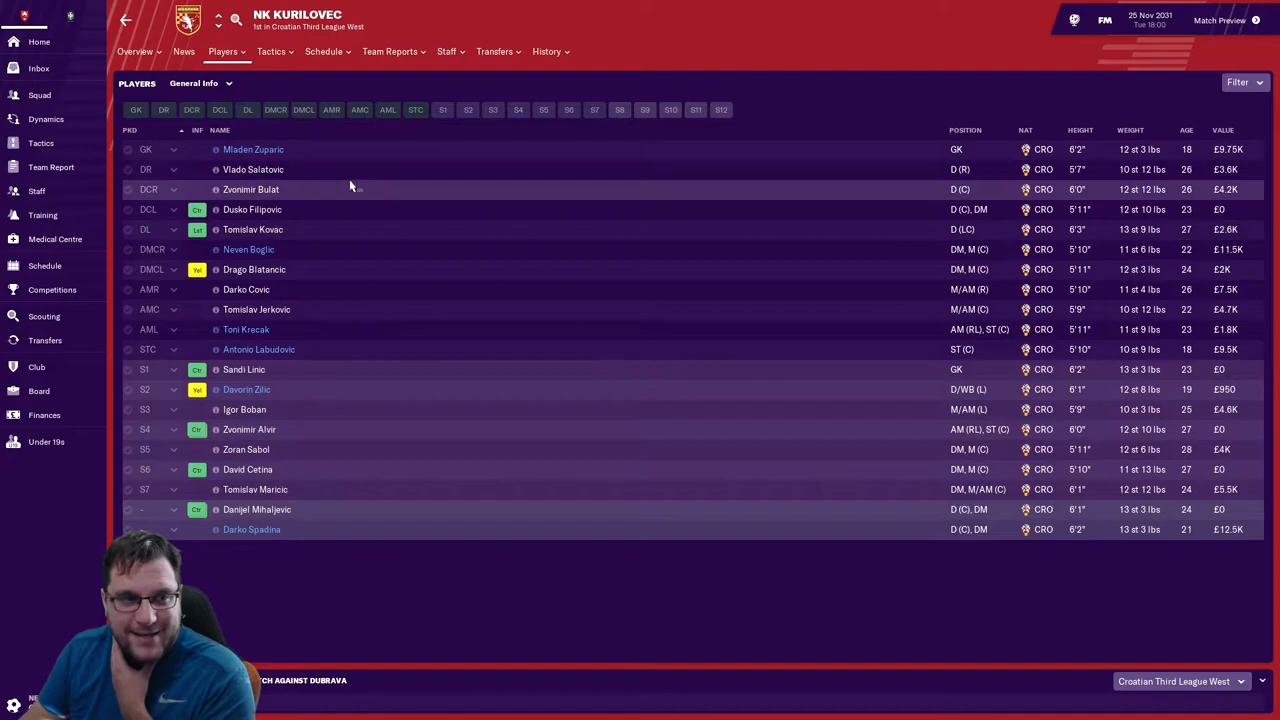 NK KURILOVEC
1st in Croatian Third League West
FM
25 Nov 2031
Tue 18:00
Match Preview
Overview
News
Players
Tactics
Schedule
Team Reports
Staff
Transfers
History
Home
Inbox
Squad
Dynamics
Tactics
Team Report
Staff
Training
Medical Centre
Schedule
Competitions
Scouting
Transfers
Club
Board
Finances
Under 19s
PLAYERS General Info Filter
GK DR DCR DCL DL DMCR DMCL AMR AMC AML STC S1 S2 S3 S4 S5 S6 S7 S8 S9 S10 S11 S12
PKD INF NAME POSITION NAT HEIGHT WEIGHT AGE VALUE
GK Mladen Zuparic GK CRO 6'2" 12 st 3 lbs 18 £9.75K
DR Vlado Salatovic D (R) CRO 5'7" 10 st 12 lbs 26 £3.6K
DCR Zvonimir Bulat D (C) CRO 6'0" 12 st 12 lbs 26 £4.2K
DCL Ctr Dusko Filipovic D (C), DM CRO 5'11" 12 st 10 lbs 23 £0
DL Lst Tomislav Kovac D (LC) CRO 6'3" 13 st 9 lbs 27 £2.6K
DMCR Neven Boglic DM, M (C) CRO 5'10" 11 st 6 lbs 22 £11.5K
DMCL Yel Drago Blatancic DM, M (C) CRO 5'11" 12 st 3 lbs 24 £2K
AMR Darko Covic M/AM (R) CRO 5'10" 11 st 4 lbs 26 £7.5K
AMC Tomislav Jerkovic M/AM (C) CRO 5'9" 10 st 12 lbs 22 £4.7K
AML Toni Krecak AM (RL), ST (C) CRO 5'11" 11 st 9 lbs 23 £1.8K
STC Antonio Labudovic ST (C) CRO 5'10" 10 st 9 lbs 18 £9.5K
S1 Ctr Sandi Linic GK CRO 6'2" 13 st 3 lbs 23 £0
S2 Yel Davorin Zilic D/WB (L) CRO 6'1" 12 st 8 lbs 19 £950
S3 Igor Boban M/AM (L) CRO 5'9" 10 st 3 lbs 25 £4.6K
S4 Ctr Zvonimir Alvir AM (RL), ST (C) CRO 6'0" 12 st 10 lbs 27 £0
S5 Zoran Sabol DM, M (C) CRO 5'11" 12 st 6 lbs 28 £4K
S6 Ctr David Cetina DM, M (C) CRO 5'10" 11 st 13 lbs 27 £0
S7 Tomislav Maricic DM, M/AM (C) CRO 6'1" 12 st 12 lbs 24 £5.5K
- Ctr Danijel Mihaljevic D (C), DM CRO 6'1" 13 st 3 lbs 24 £0
Darko Spadina D (C), DM CRO 6'2" 13 st 3 lbs 21 £12.5K
TCH AGAINST DUBRAVA
Croatian Third League West